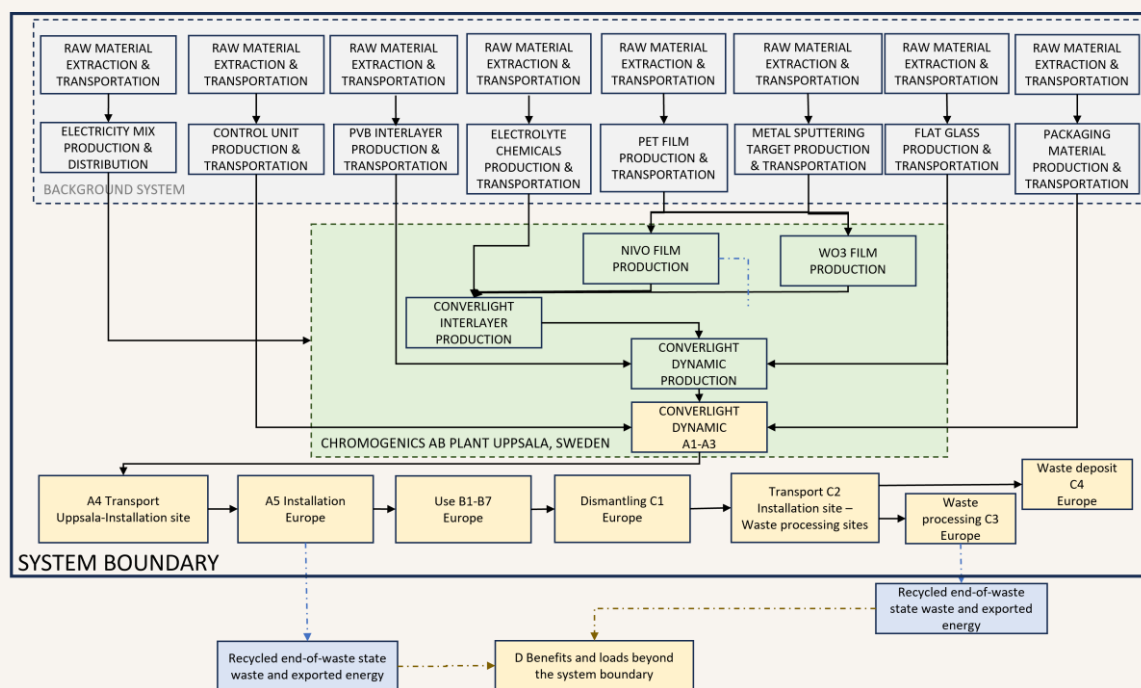 RAW MATERIAL
EXTRACTION &
TRANSPORTATION
RAW MATERIAL
EXTRACTION &
TRANSPORTATION
RAW MATERIAL
EXTRACTION &
TRANSPORTATION
RAW MATERIAL
EXTRACTION &
TRANSPORTATION
RAW MATERIAL
EXTRACTION &
TRANSPORTATION
RAW MATERIAL
EXTRACTION &
TRANSPORTATION
RAW MATERIAL
EXTRACTION &
TRANSPORTATION
RAW MATERIAL
EXTRACTION &
TRANSPORTATION
ELECTRICITY MIX
PRODUCTION &
DISTRIBUTION
CONTROL UNIT
PRODUCTION &
TRANSPORTATION
PVB INTERLAYER
PRODUCTION &
TRANSPORTATION
ELECTROLYTE
CHEMICALS
PRODUCTION &
TRANSPORTATION
PET FILM
PRODUCTION &
TRANSPORTATION
METAL SPUTTERING
TARGET PRODUCTION
& TRANSPORTATION
FLAT GLASS
PRODUCTION &
TRANSPORTATION
PACKAGING
MATERIAL
PRODUCTION &
TRANSPORTATION
BACKGROUND SYSTEM
NIVO FILM
PRODUCTION
WO3 FILM
PRODUCTION
CONVERLIGHT
INTERLAYER
PRODUCTION
CONVERLIGHT
DYNAMIC
PRODUCTION
CONVERLIGHT
DYNAMIC
A1-A3
CHROMOGENICS AB PLANT UPPSALA, SWEDEN
A4 Transport
Uppsala-Installation site
A5 Installation
Europe
Use B1-B7
Europe
Dismantling C1
Europe
Transport C2
Installation site –
Waste processing sites
Waste
processing C3
Europe
Waste deposit
C4
Europe
SYSTEM BOUNDARY
Recycled end-of-waste
state waste and exported
energy
Recycled end-of-waste state
waste and exported energy
D Benefits and loads beyond
the system boundary